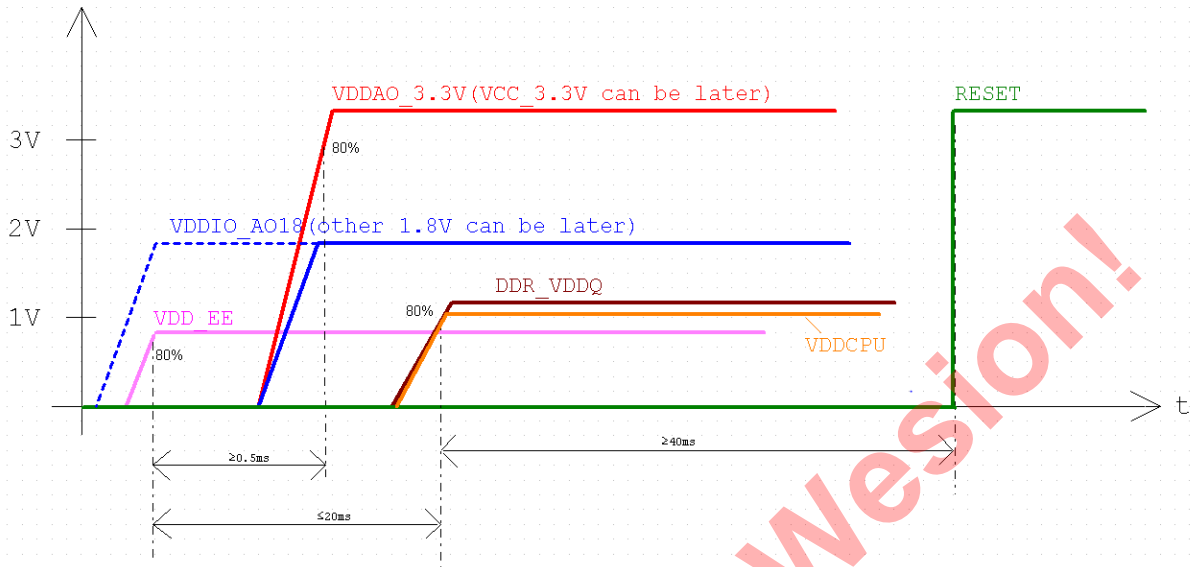 VDDAO_3.3V(VCC_3.3V can be later)
RESET
3V
80%
VDDIO_AO18(other 1.8V can be later)
2V
DDR_VDDQ
80%
1V
VDD_EE
VDDCPU
80%
t
≥40ms
≥0.5ms
≤20ms
Wesion!